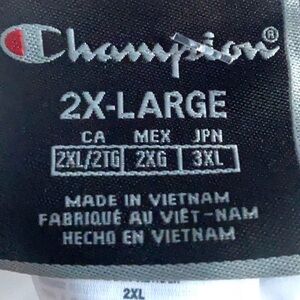 Champion®
2X-LARGE
CA MEX JPN
2XL/2TG 2XG 3XL
MADE IN VIETNAM
FABRIQUÉ AU VIÊT-NAM
HECHO EN VIETNAM
2XL